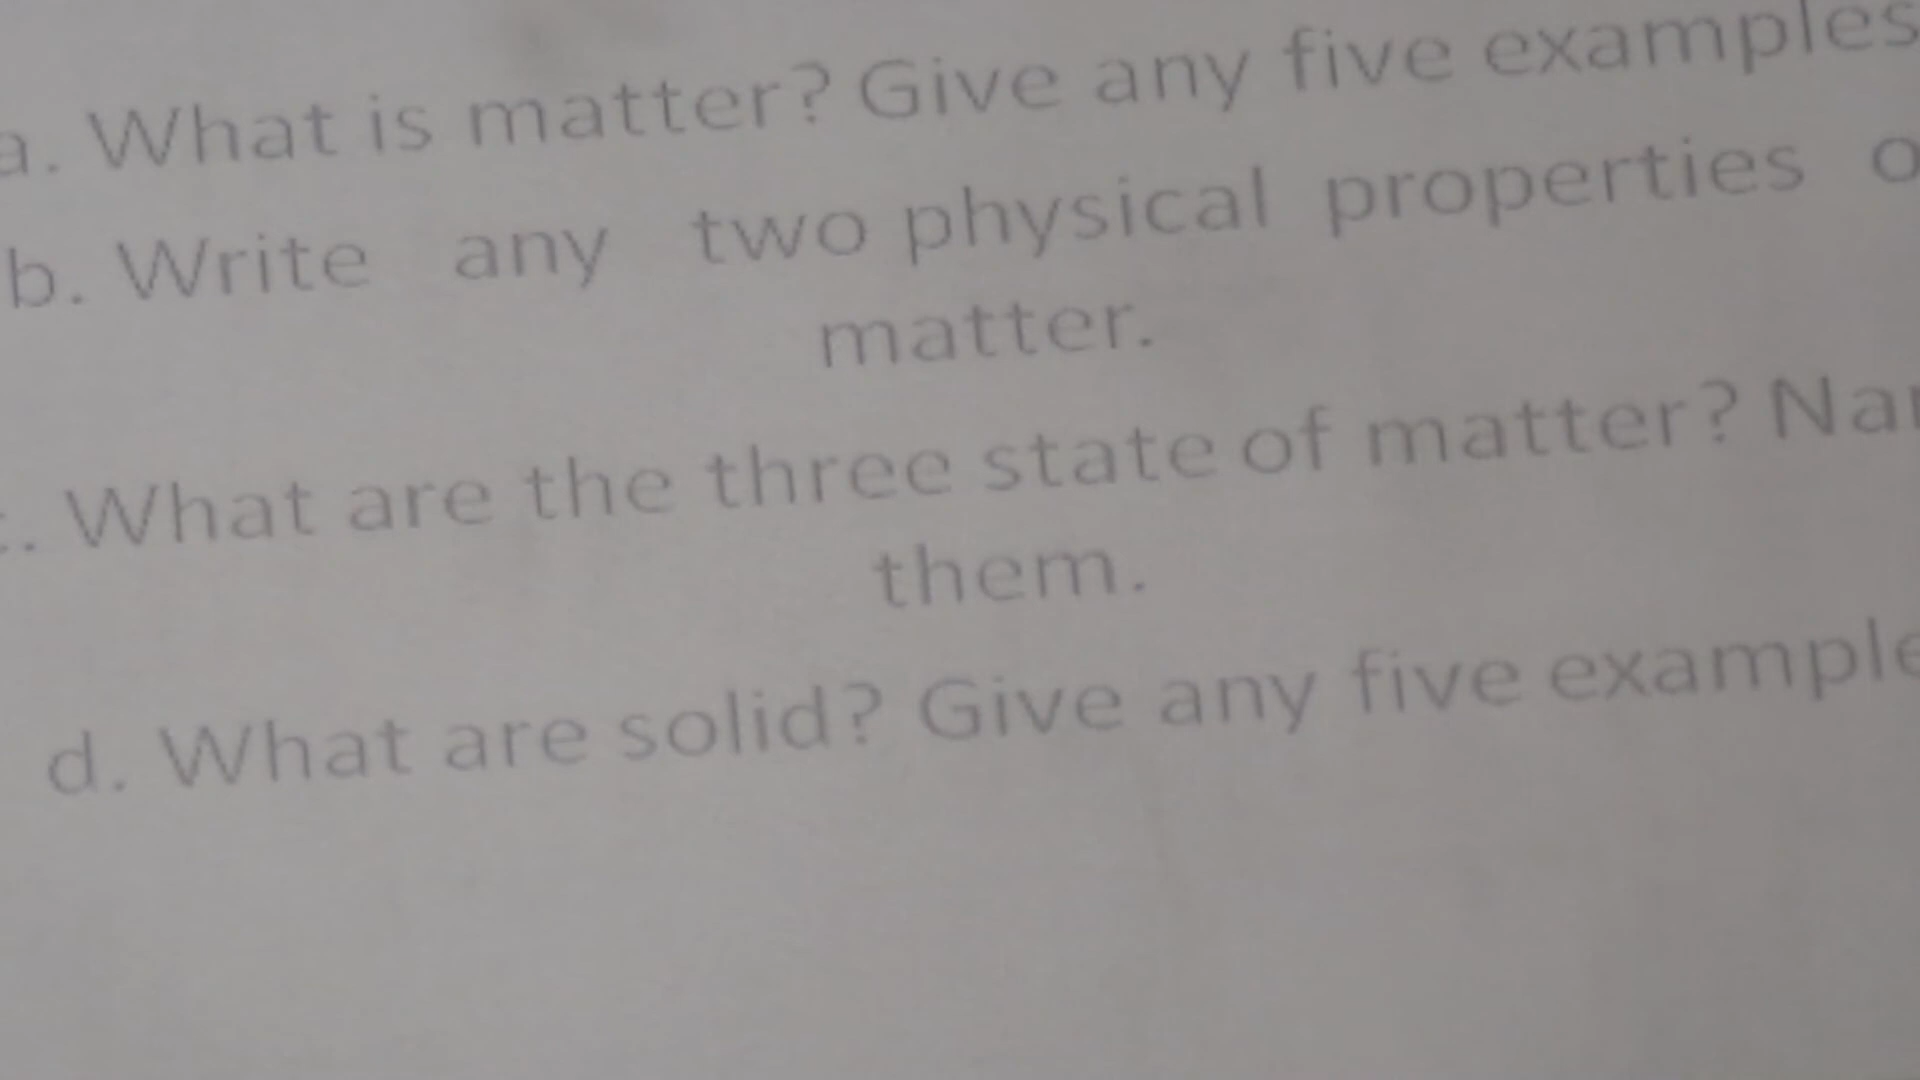 a. What is matter? Give any five examples
b. Write any two physical properties o
matter.
. What are the three state of matter? Na
them.
d. What are solid? Give any five example